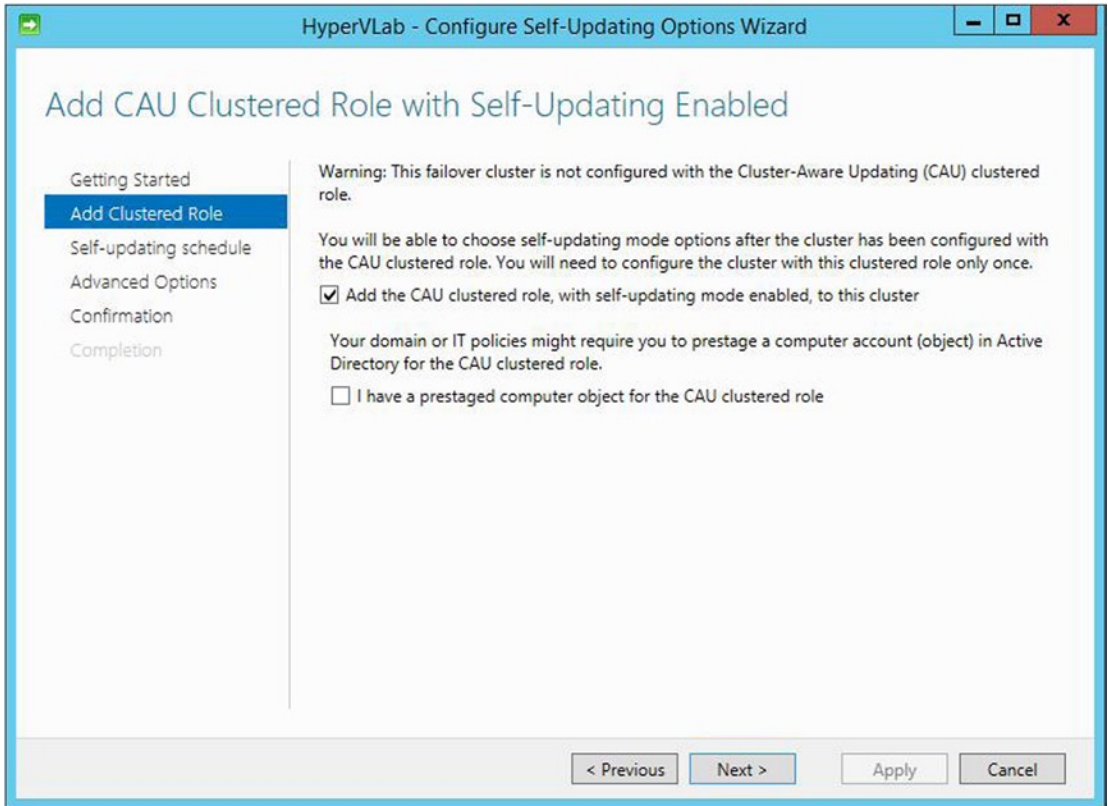 HyperVLab - Configure Self-Updating Options Wizard
Add CAU Clustered Role with Self-Updating Enabled
Getting Started
Add Clustered Role
Self-updating schedule
Advanced Options
Confirmation
Completion
Warning: This failover cluster is not configured with the Cluster-Aware Updating (CAU) clustered
role.
You will be able to choose self-updating mode options after the cluster has been configured with
the CAU clustered role. You will need to configure the cluster with this clustered role only once.
Add the CAU clustered role, with self-updating mode enabled, to this cluster
Your domain or IT policies might require you to prestage a computer account (object) in Active
Directory for the CAU clustered role.
I have a prestaged computer object for the CAU clustered role
< Previous
Next >
Apply
Cancel